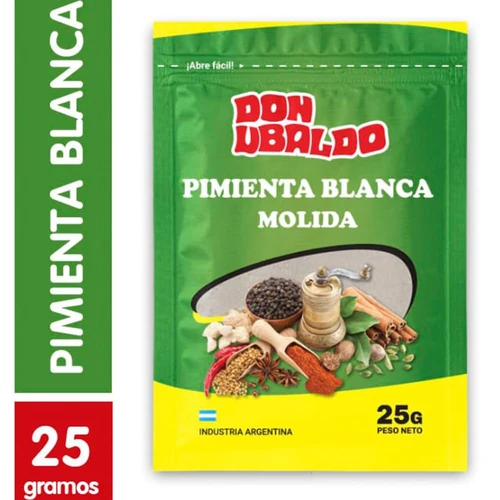 PIMIENTA BLANCA
25
gramos
¡Abre fácil!
DON
UBALDO
PIMIENTA BLANCA
MOLIDA
INDUSTRIA ARGENTINA
25G
PESO NETO